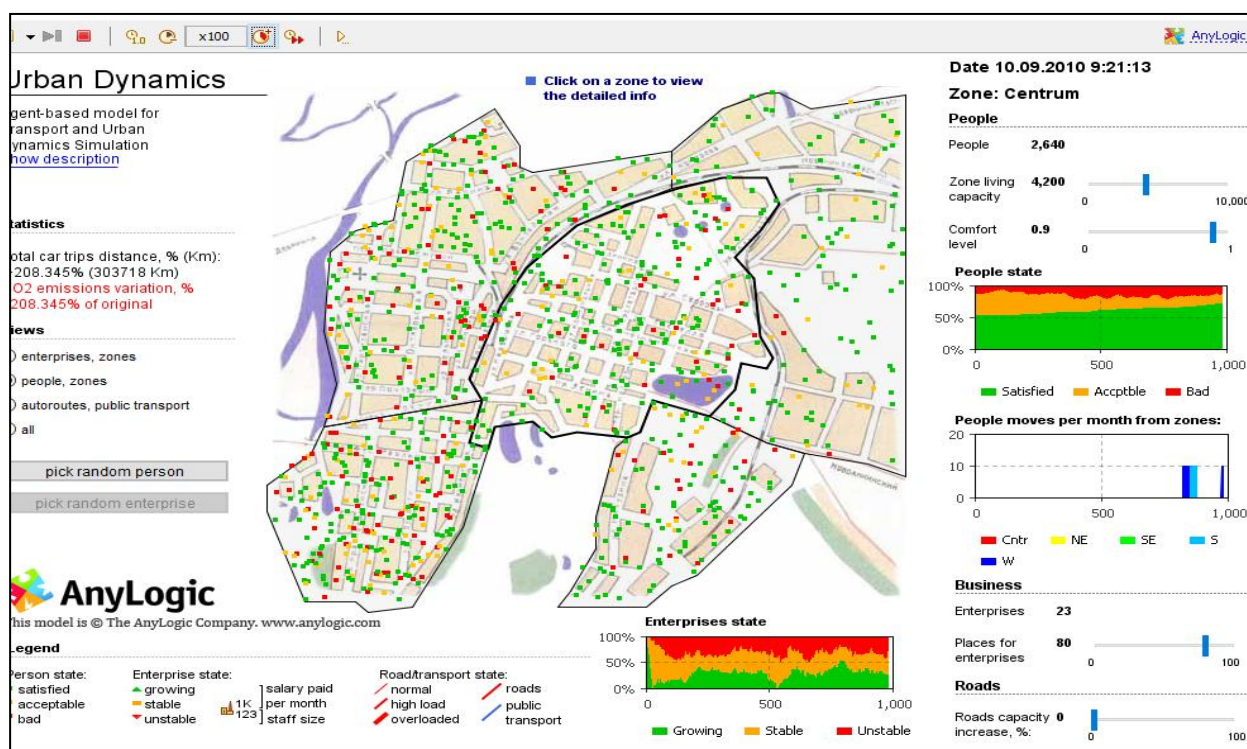 x100
AnyLogic
Urban Dynamics
gent-based model for
ransport and Urban
ynamics Simulation
how description
tatistics
otal car trips distance, % (Km):
208.345% (303718 Km)
O2 emissions variation, %
208.345% of original
iews
enterprises, zones
people, zones
autoroutes, public transport
all
pick random person
pick random enterprise
AnyLogic
This model is © The AnyLogic Company. www.anylogic.com
Click on a zone to view
the detailed info
Date 10.09.2010 9:21:13
Zone: Centrum
People
People 2,640
Zone living 4,200
capacity 0 10,000
Comfort 0.9
level 0 1
People state
100%
50%
0%
0 500 1,000
Satisfied Accptble Bad
People moves per month from zones:
20
10
0
0 500 1,000
Cntr NE SE S
W
Business
Enterprises 23
Places for 80
enterprises 0 100
Roads
Roads capacity 0
increase, %: 0 100
Enterprises state
100%
50%
0%
0 500 1,000
Growing Stable Unstable
Legend
Person state: Enterprise state: Road/transport state:
satisfied growing salary paid normal roads
acceptable stable 1K per month high load public
bad unstable 123 staff size overloaded transport